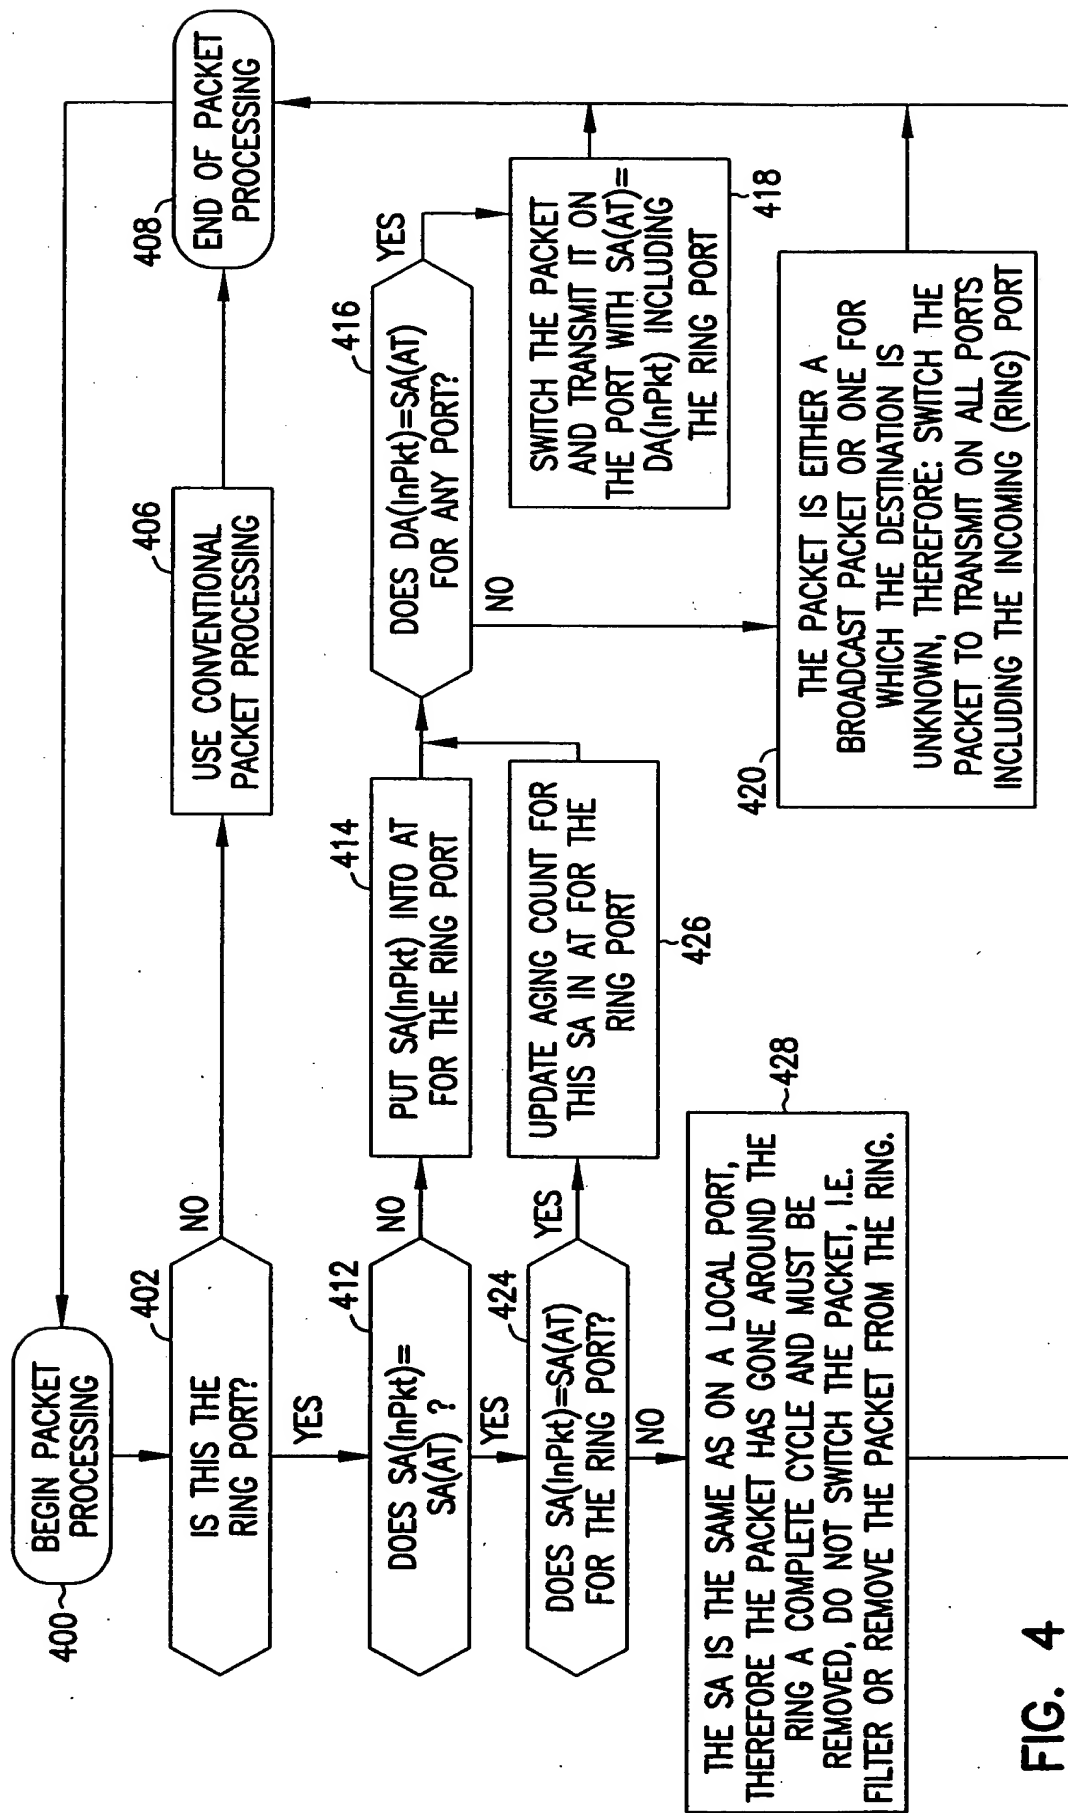 400
BEGIN PACKET
PROCESSING
402
IS THIS THE
RING PORT?
NO
YES
406
USE CONVENTIONAL
PACKET PROCESSING
408
END OF PACKET
PROCESSING
412
DOES SA(InPkt)=
SA(AT) ?
NO
YES
414
PUT SA(InPkt) INTO AT
FOR THE RING PORT
416
DOES DA(InPkt)=SA(AT)
FOR ANY PORT?
YES
NO
SWITCH THE PACKET
AND TRANSMIT IT ON
THE PORT WITH SA(AT)=
DA(InPkt) INCLUDING
THE RING PORT
418
424
DOES SA(InPkt)=SA(AT)
FOR THE RING PORT?
YES
NO
UPDATE AGING COUNT FOR
THIS SA IN AT FOR THE
RING PORT
426
420
THE PACKET IS EITHER A
BROADCAST PACKET OR ONE FOR
WHICH THE DESTINATION IS
UNKNOWN, THEREFORE: SWITCH THE
PACKET TO TRANSMIT ON ALL PORTS
INCLUDING THE INCOMING (RING) PORT
428
THE SA IS THE SAME AS ON A LOCAL PORT,
THEREFORE THE PACKET HAS GONE AROUND THE
RING A COMPLETE CYCLE AND MUST BE
REMOVED, DO NOT SWITCH THE PACKET, I.E.
FILTER OR REMOVE THE PACKET FROM THE RING.
FIG. 4